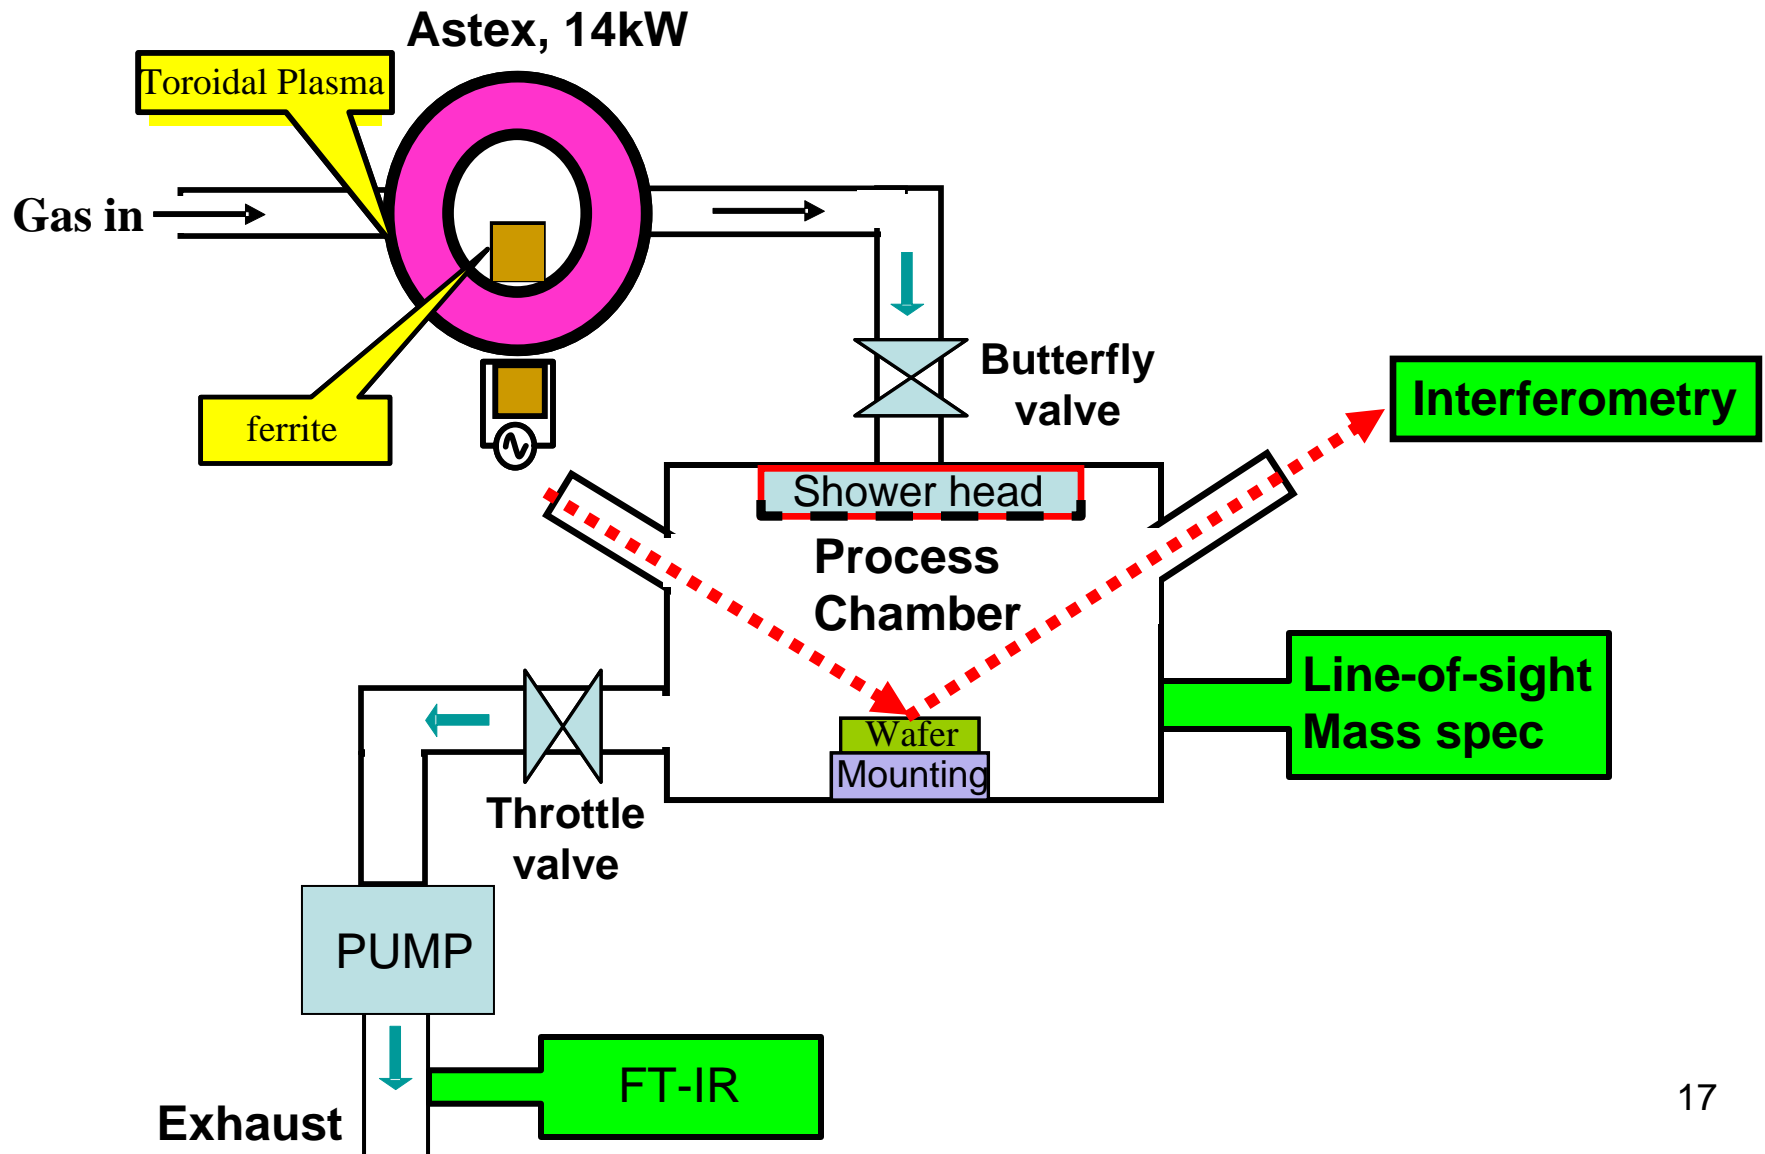 Astex, 14kW
Toroidal Plasma
Gas in
ferrite
Butterfly
valve
Interferometry
Shower head
Process
Chamber
Line-of-sight
Mass spec
Wafer
Mounting
Throttle
valve
PUMP
FT-IR
Exhaust
17